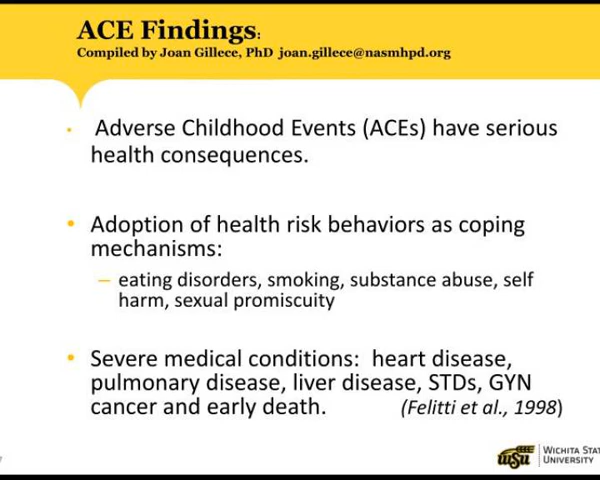 ACE Findings:
Compiled by Joan Gillece, PhD joan.gillece@nasmhpd.org
• Adverse Childhood Events (ACEs) have serious
health consequences.
• Adoption of health risk behaviors as coping
mechanisms:
– eating disorders, smoking, substance abuse, self
harm, sexual promiscuity
• Severe medical conditions: heart disease,
pulmonary disease, liver disease, STDs, GYN
cancer and early death. (Felitti et al., 1998)
wsu WICHITA STAT
UNIVERSITY